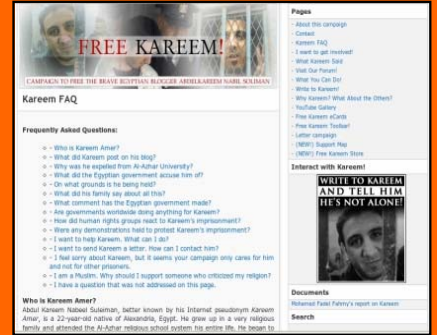 FREE KAREEM!
CAMPAIGN TO FREE THE BRAVE EGYPTIAN BLOGGER ABDULKAREEM NABIL SOLIMAN
Kareem FAQ
Frequently Asked Questions:
- Who is Kareem Amer?
- What did Kareem post on his blog?
- Why was he expelled from Al-Azhar University?
- What did the Egyptian government accuse him of?
- On what grounds is he being held?
- What did his family say about all this?
- What comment has the Egyptian government made?
- Are governments worldwide doing anything for Kareem?
- How did human rights groups react to Kareem's imprisonment?
- Were any demonstrations held to protest Kareem's imprisonment?
- I want to help Kareem. What can I do?
- I want to send Kareem a letter. How can I contact him?
- I feel sorry about Kareem, but it seems your campaign only cares for him
and not for other prisoners.
- I am a Muslim. Why should I support someone who criticized my religion?
- I have a question that was not addressed on this page.
Who is Kareem Amer?
Abdul Kareem Nabeel Suleiman, better known by his Internet pseudonym Kareem
Amer, is a 22-year-old native of Alexandria, Egypt. He grew up in a very religious
family and attended the Al-Azhar religious school system his entire life. He began to
Pages
- About this campaign
- Contact
- Kareem FAQ
- I want to get involved!
- What Kareem Said
- Visit Our Forum!
- What You Can Do!
- Write to Kareem!
- Why Kareem? What About the Others?
- YouTube Gallery
- Free Kareem eCards
- Free Kareem Toolbar!
- Letter campaign
- (NEW!) Support Map
- (NEW!) Free Kareem Store
Interact with Kareem!
WRITE TO KAREEM
AND TELL HIM
HE'S NOT ALONE!
Documents
Mohamed Fadel Fahmy's report on Kareem
Search